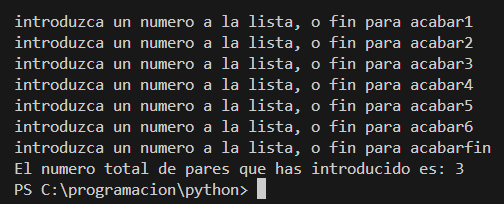 introduzca un numero a la lista, o fin para acabar1
introduzca un numero a la lista, o fin para acabar2
introduzca un numero a la lista, o fin para acabar3
introduzca un numero a la lista, o fin para acabar4
introduzca un numero a la lista, o fin para acabar5
introduzca un numero a la lista, o fin para acabar6
introduzca un numero a la lista, o fin para acabarfin
El numero total de pares que has introducido es: 3
PS C:\programacion\python>